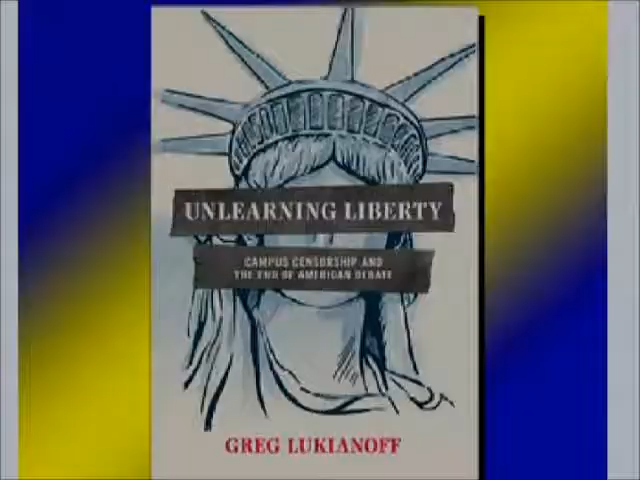 UNLEARNING LIBERTY
CAMPUS CENSORSHIP AND
THE END OF AMERICAN DEBATE
GREG LUKIANOFF